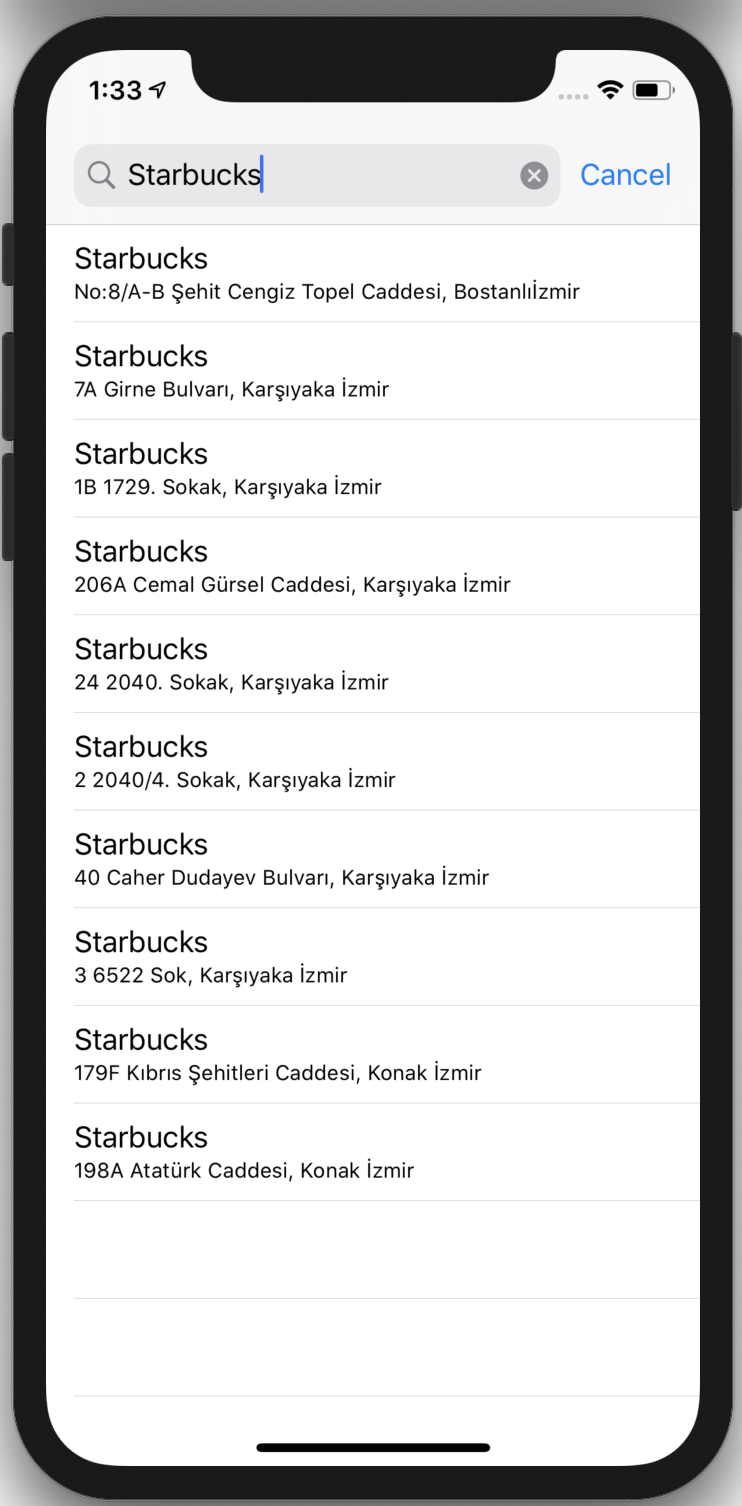 1:33
Starbucks
Cancel
Starbucks
No:8/A-B Şehit Cengiz Topel Caddesi, Bostanlıİzmir
Starbucks
7A Girne Bulvarı, Karşıyaka İzmir
Starbucks
1B 1729. Sokak, Karşıyaka İzmir
Starbucks
206A Cemal Gürsel Caddesi, Karşıyaka İzmir
Starbucks
24 2040. Sokak, Karşıyaka İzmir
Starbucks
2 2040/4. Sokak, Karşıyaka İzmir
Starbucks
40 Caher Dudayev Bulvarı, Karşıyaka İzmir
Starbucks
3 6522 Sok, Karşıyaka İzmir
Starbucks
179F Kıbrıs Şehitleri Caddesi, Konak İzmir
Starbucks
198A Atatürk Caddesi, Konak İzmir